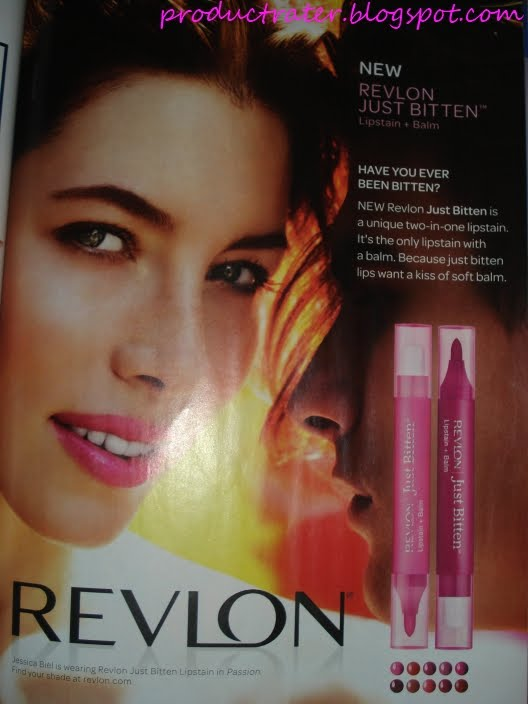 productrater.blogspot.com
NEW
REVLON
JUST BITTEN™
Lipstain + Balm
HAVE YOU EVER
BEEN BITTEN?
NEW Revlon Just Bitten is
a unique two-in-one lipstain.
It's the only lipstain with
a balm. Because just bitten
lips want a kiss of soft balm.
REVLON Just Bitten™
Lipstain + Balm
REVLON Just Bitten™
Lipstain + Balm
REVLON®
Jessica Biel is wearing Revlon Just Bitten Lipstain in Passion.
Find your shade at revlon.com.